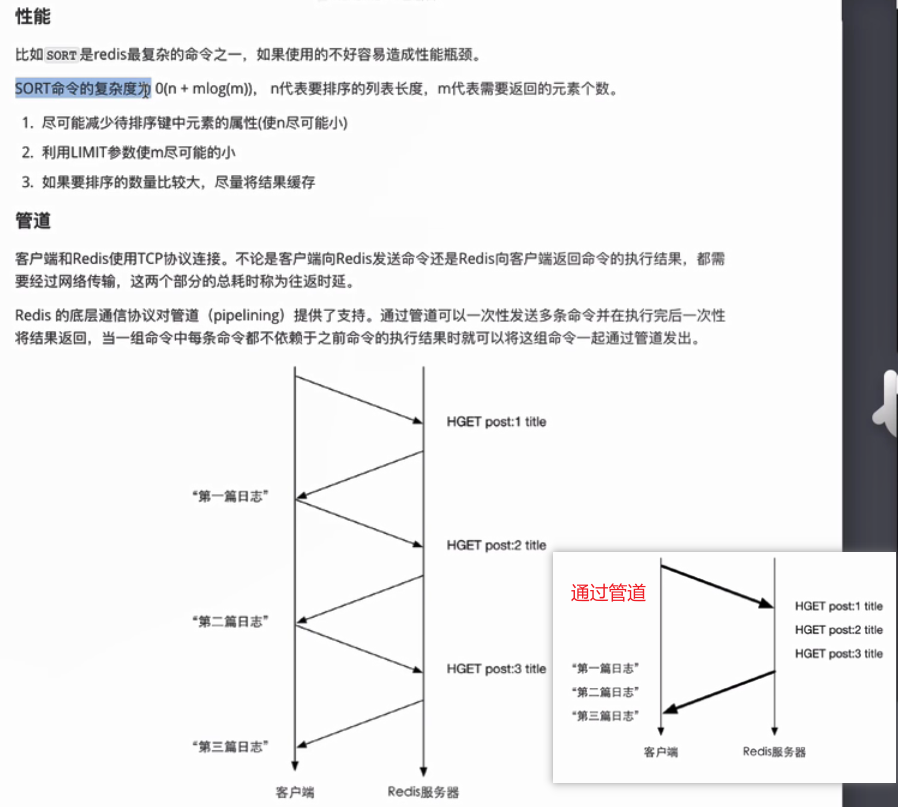 性能
比如SORT是redis最复杂的命令之一，如果使用的不好容易造成性能瓶颈。
SORT命令的复杂度为 0(n + mlog(m))， n代表要排序的列表长度，m代表需要返回的元素个数。
1. 尽可能减少待排序键中元素的属性(使n尽可能小)
2. 利用LIMIT参数使m尽可能的小
3. 如果要排序的数量比较大，尽量将结果缓存
管道
客户端和Redis使用TCP协议连接。不论是客户端向Redis发送命令还是Redis向客户端返回命令的执行结果，都需
要经过网络传输，这两个部分的总耗时称为往返时延。
Redis 的底层通信协议对管道（pipelining）提供了支持。通过管道可以一次性发送多条命令并在执行完后一次性
将结果返回，当一组命令中每条命令都不依赖于之前命令的执行结果时就可以将这组命令一起通过管道发出。
HGET post:1 title
“第一篇日志”
HGET post:2 title
“第二篇日志”
HGET post:3 title
“第三篇日志”
客户端
Redis服务器
通过管道
HGET post:1 title
HGET post:2 title
HGET post:3 title
“第一篇日志”
“第二篇日志”
“第三篇日志”
客户端
Redis服务器